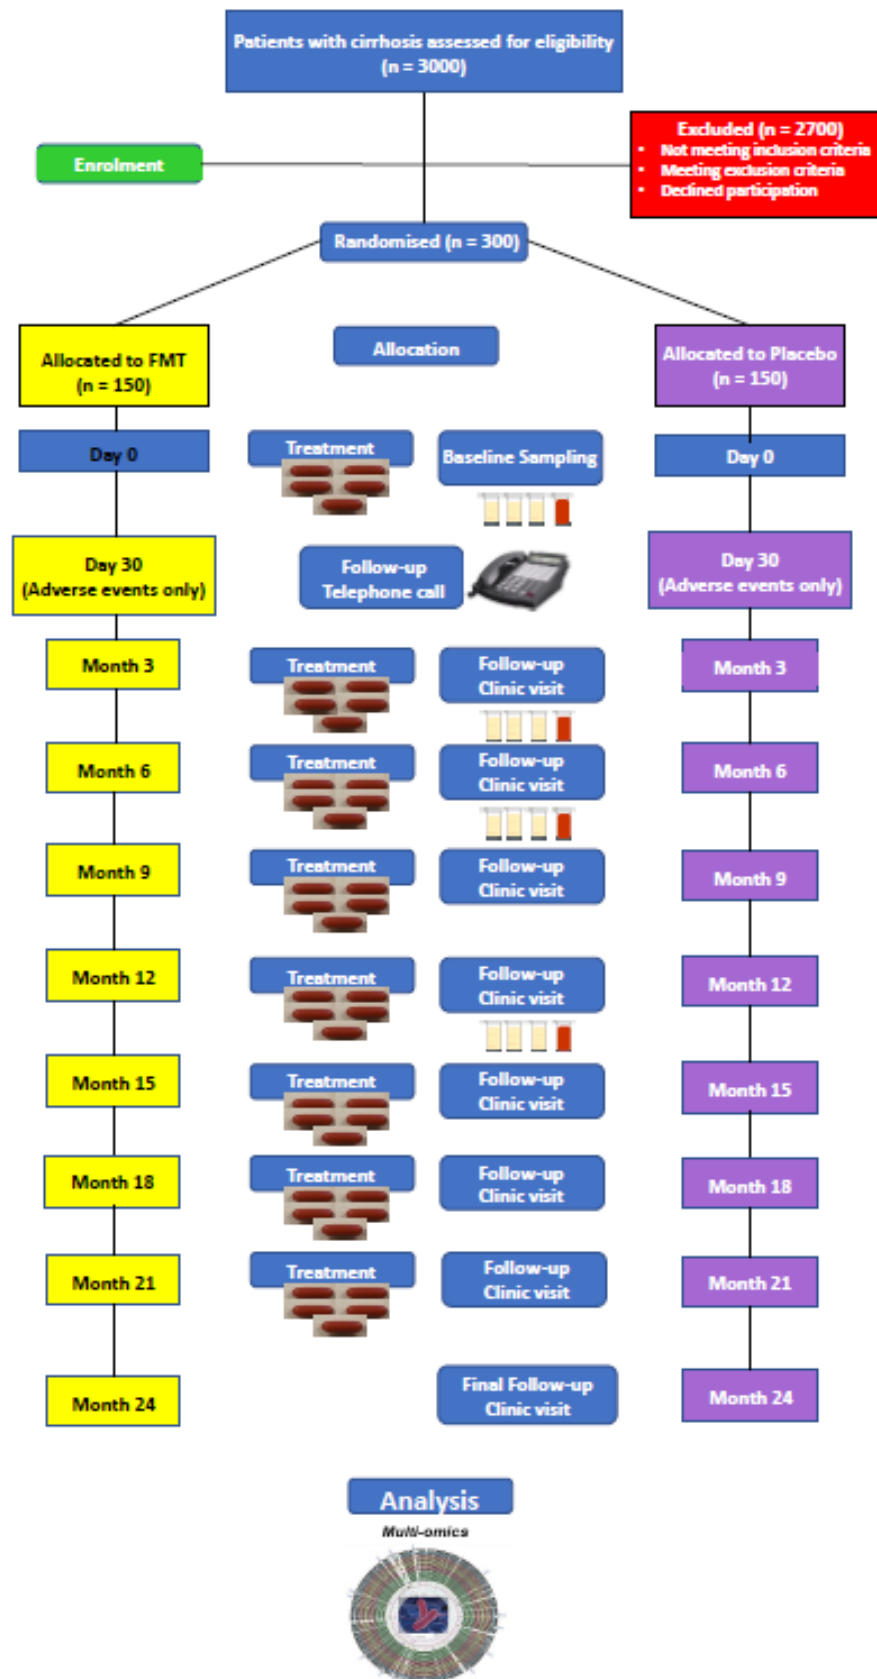 Patients with cirrhosis assessed for eligibility
(n = 3000)
Excluded (n = 2700)
• Not meeting inclusion criteria
• Meeting exclusion criteria
• Declined participation
Enrolment
Randomised (n = 300)
Allocated to FMT
(n = 150)
Allocation
Allocated to Placebo
(n = 150)
Day 0
Treatment
Baseline Sampling
Day 0
Day 30
(Adverse events only)
Follow-up
Telephone call
Day 30
(Adverse events only)
Month 3
Treatment
Follow-up
Clinic visit
Month 3
Month 6
Treatment
Follow-up
Clinic visit
Month 6
Month 9
Treatment
Follow-up
Clinic visit
Month 9
Month 12
Treatment
Follow-up
Clinic visit
Month 12
Month 15
Treatment
Follow-up
Clinic visit
Month 15
Month 18
Treatment
Follow-up
Clinic visit
Month 18
Month 21
Treatment
Follow-up
Clinic visit
Month 21
Month 24
Final Follow-up
Clinic visit
Month 24
Analysis
Multi-omics